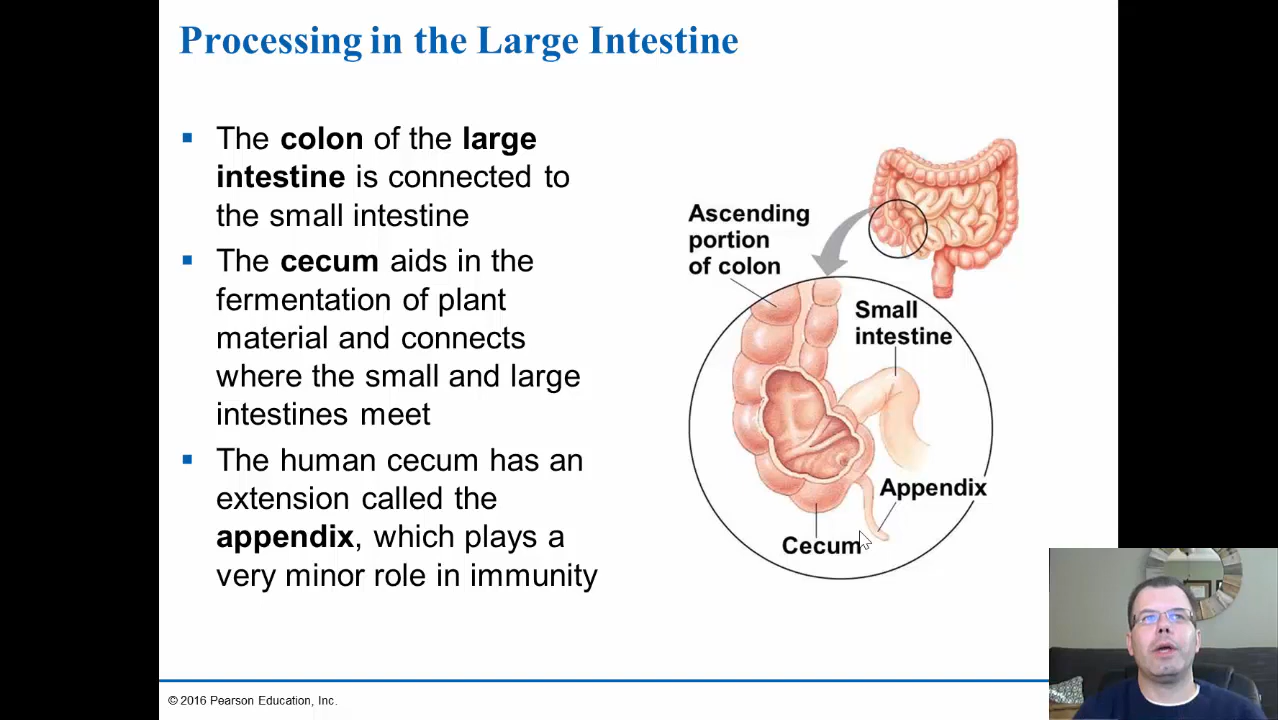 Processing in the Large Intestine
▪ The colon of the large
intestine is connected to
the small intestine
▪ The cecum aids in the
fermentation of plant
material and connects
where the small and large
intestines meet
▪ The human cecum has an
extension called the
appendix, which plays a
very minor role in immunity
Ascending
portion
of colon
Small
intestine
Appendix
Cecum
© 2016 Pearson Education, Inc.